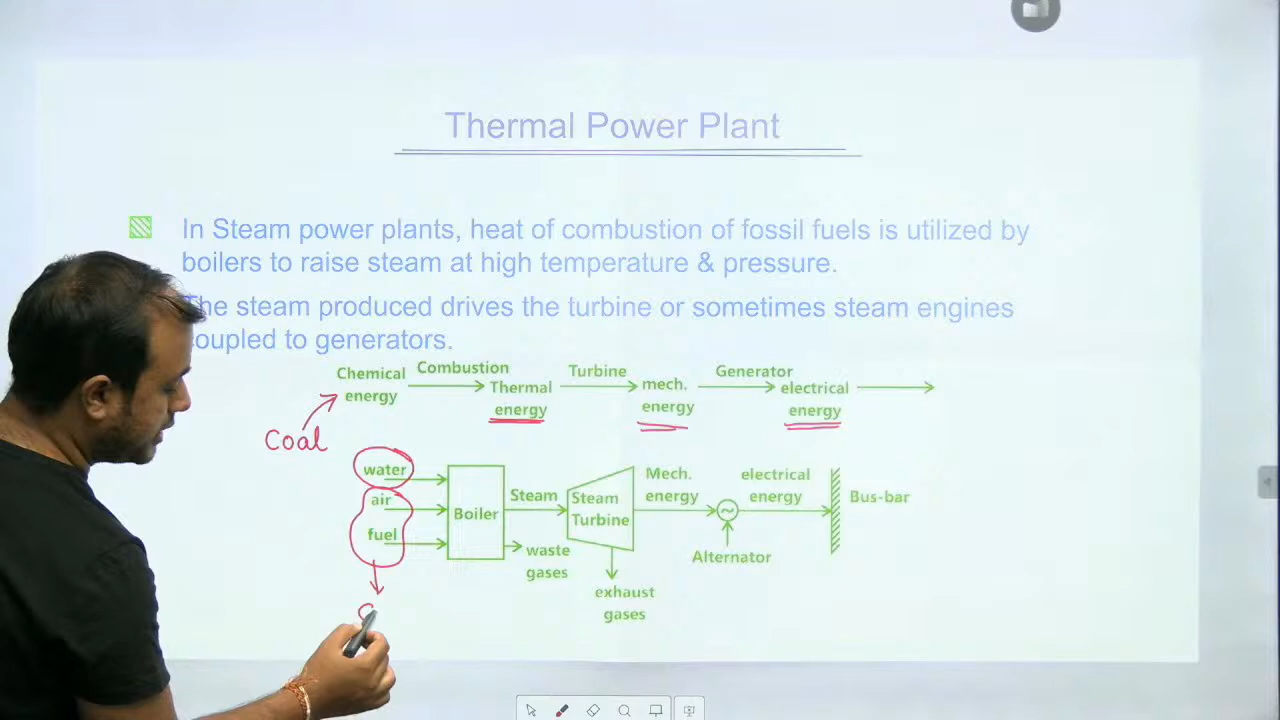 Thermal Power Plant
In Steam power plants, heat of combustion of fossil fuels is utilized by
boilers to raise steam at high temperature & pressure.
The steam produced drives the turbine or sometimes steam engines
coupled to generators.
Chemical energy Combustion Thermal energy Turbine mech. energy Generator electrical energy
Coal
water
air
fuel
Boiler
Steam
waste
gases
Steam
Turbine
exhaust
gases
Mech.
energy
Alternator
electrical
energy
Bus-bar